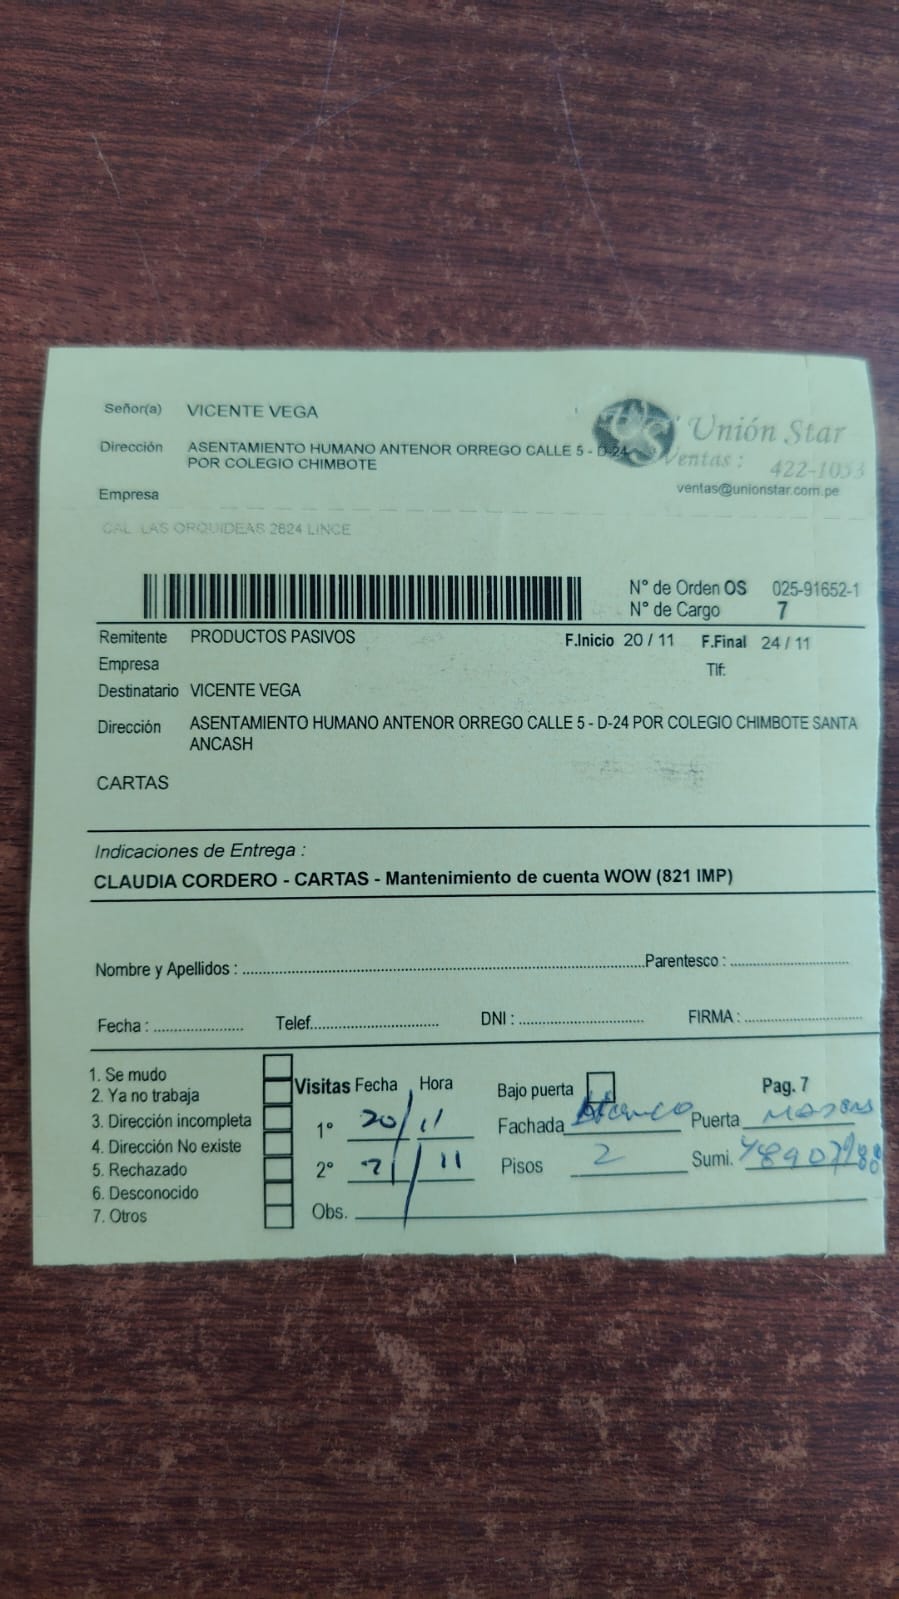 Señor(a) VICENTE VEGA
Dirección ASENTAMIENTO HUMANO ANTENOR ORREGO CALLE 5 - D-24
POR COLEGIO CHIMBOTE
Empresa
US Unión Star
Ventas : 422-1053
ventas@unionstar.com.pe
CAL. LAS ORQUIDEAS 2824 LINCE
N° de Orden OS 025-91652-1
N° de Cargo 7
Remitente PRODUCTOS PASIVOS F.Inicio 20 / 11 F.Final 24 / 11
Empresa Tlf:
Destinatario VICENTE VEGA
Dirección ASENTAMIENTO HUMANO ANTENOR ORREGO CALLE 5 - D-24 POR COLEGIO CHIMBOTE SANTA
ANCASH
CARTAS
Indicaciones de Entrega :
CLAUDIA CORDERO - CARTAS - Mantenimiento de cuenta WOW (821 IMP)
Nombre y Apellidos : Parentesco :
Fecha : Telef. DNI : FIRMA :
1. Se mudo
2. Ya no trabaja
3. Dirección incompleta
4. Dirección No existe
5. Rechazado
6. Desconocido
7. Otros
Visitas Fecha Hora
1° 20/11
2° 21/11
Obs.
Bajo puerta Pag. 7
Fachada Blanco Puerta
Pisos 2 Sumi.